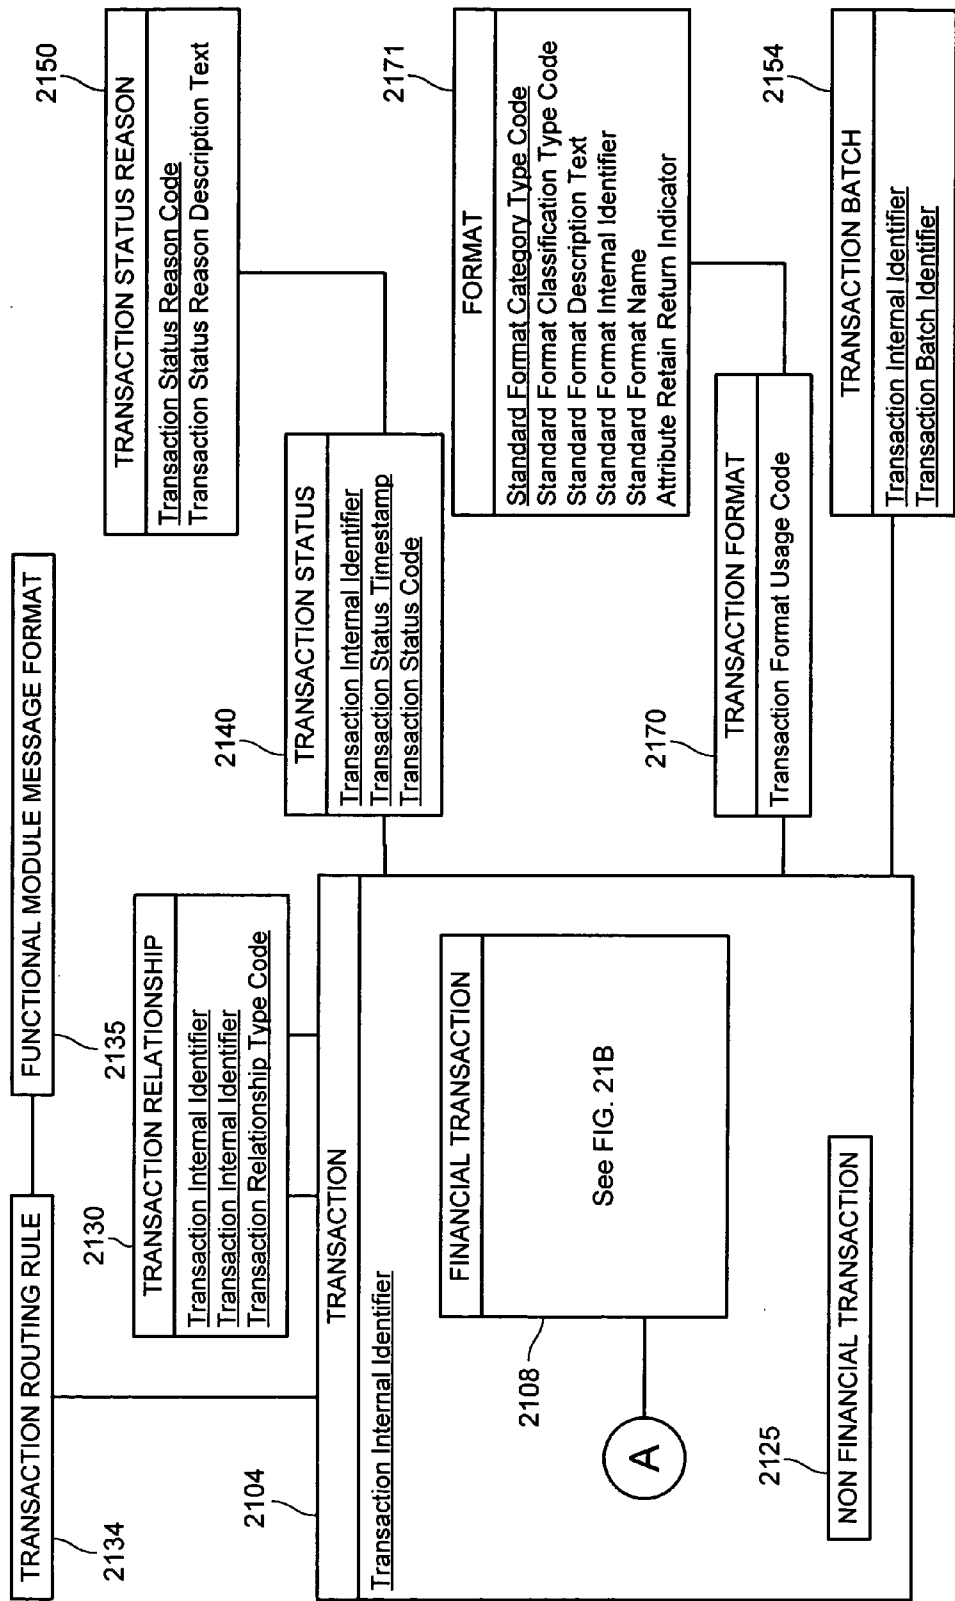 TRANSACTION ROUTING RULE
2134
FUNCTIONAL MODULE MESSAGE FORMAT
2135
2130
TRANSACTION RELATIONSHIP
Transaction Internal Identifier
Transaction Internal Identifier
Transaction Relationship Type Code
2150
TRANSACTION STATUS REASON
Transaction Status Reason Code
Transaction Status Reason Description Text
2104
TRANSACTION
Transaction Internal Identifier
2140
TRANSACTION STATUS
Transaction Internal Identifier
Transaction Status Timestamp
Transaction Status Code
2171
FORMAT
Standard Format Category Type Code
Standard Format Classification Type Code
Standard Format Description Text
Standard Format Internal Identifier
Standard Format Name
Attribute Retain Return Indicator
FINANCIAL TRANSACTION
2108
See FIG. 21B
A
2170
TRANSACTION FORMAT
Transaction Format Usage Code
2154
TRANSACTION BATCH
Transaction Internal Identifier
Transaction Batch Identifier
2125
NON FINANCIAL TRANSACTION